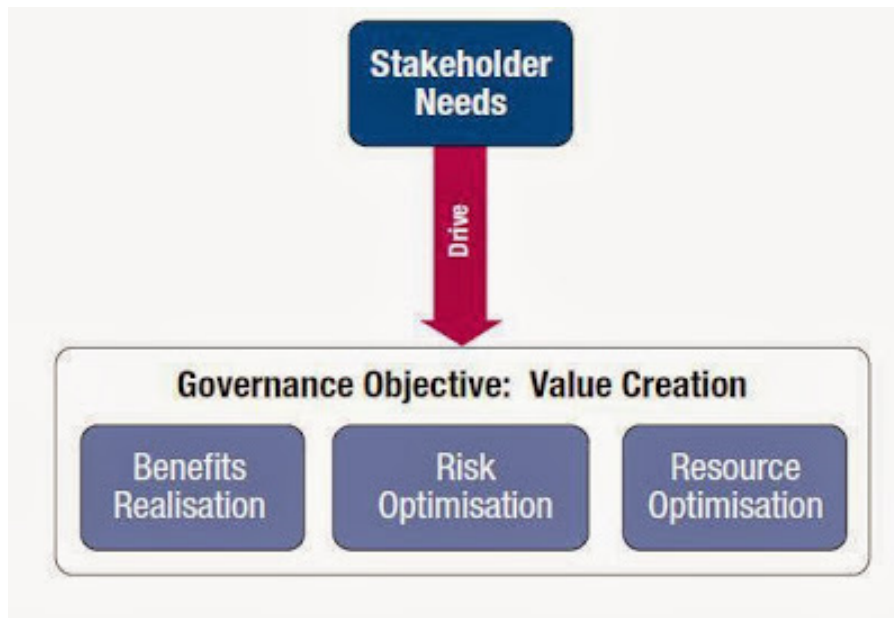 Stakeholder
Needs
Drive
Governance Objective: Value Creation
Benefits
Realisation
Risk
Optimisation
Resource
Optimisation